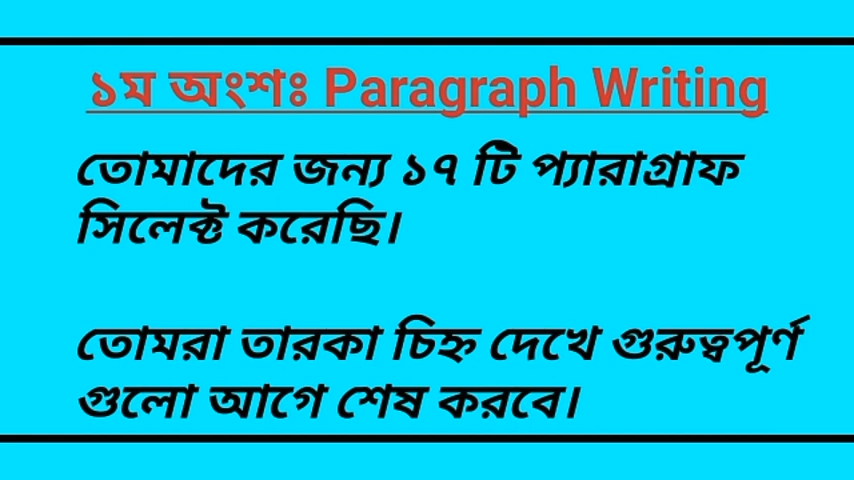 ১ম অংশঃ Paragraph Writing
তোমাদের জন্য ১৭ টি প্যারাগ্রাফ
সিলেক্ট করেছি।
তোমরা তারকা চিহ্ন দেখে গুরুত্বপূর্ণ
গুলো আগে শেষ করবে।